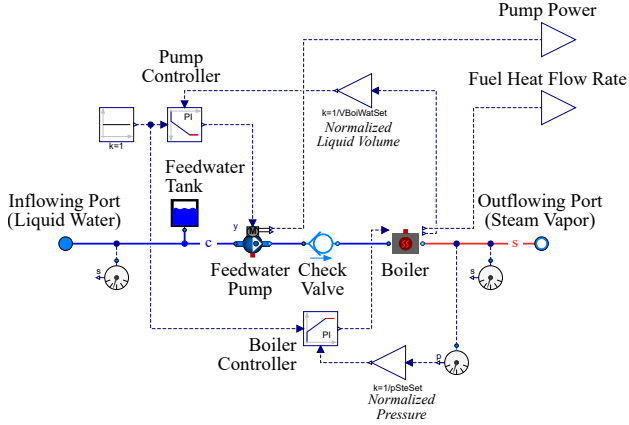 Pump Power
Pump
Controller
Fuel Heat Flow Rate
PI
k=1/VBoiWatSet
Normalized
Liquid Volume
k=1
Feedwater
Tank
Inflowing Port
(Liquid Water)
Outflowing Port
(Steam Vapor)
y
M
c
s
Feedwater
Pump
Check
Valve
Boiler
s
s
PI
Boiler
Controller
p
k=1/pSteSet
Normalized
Pressure